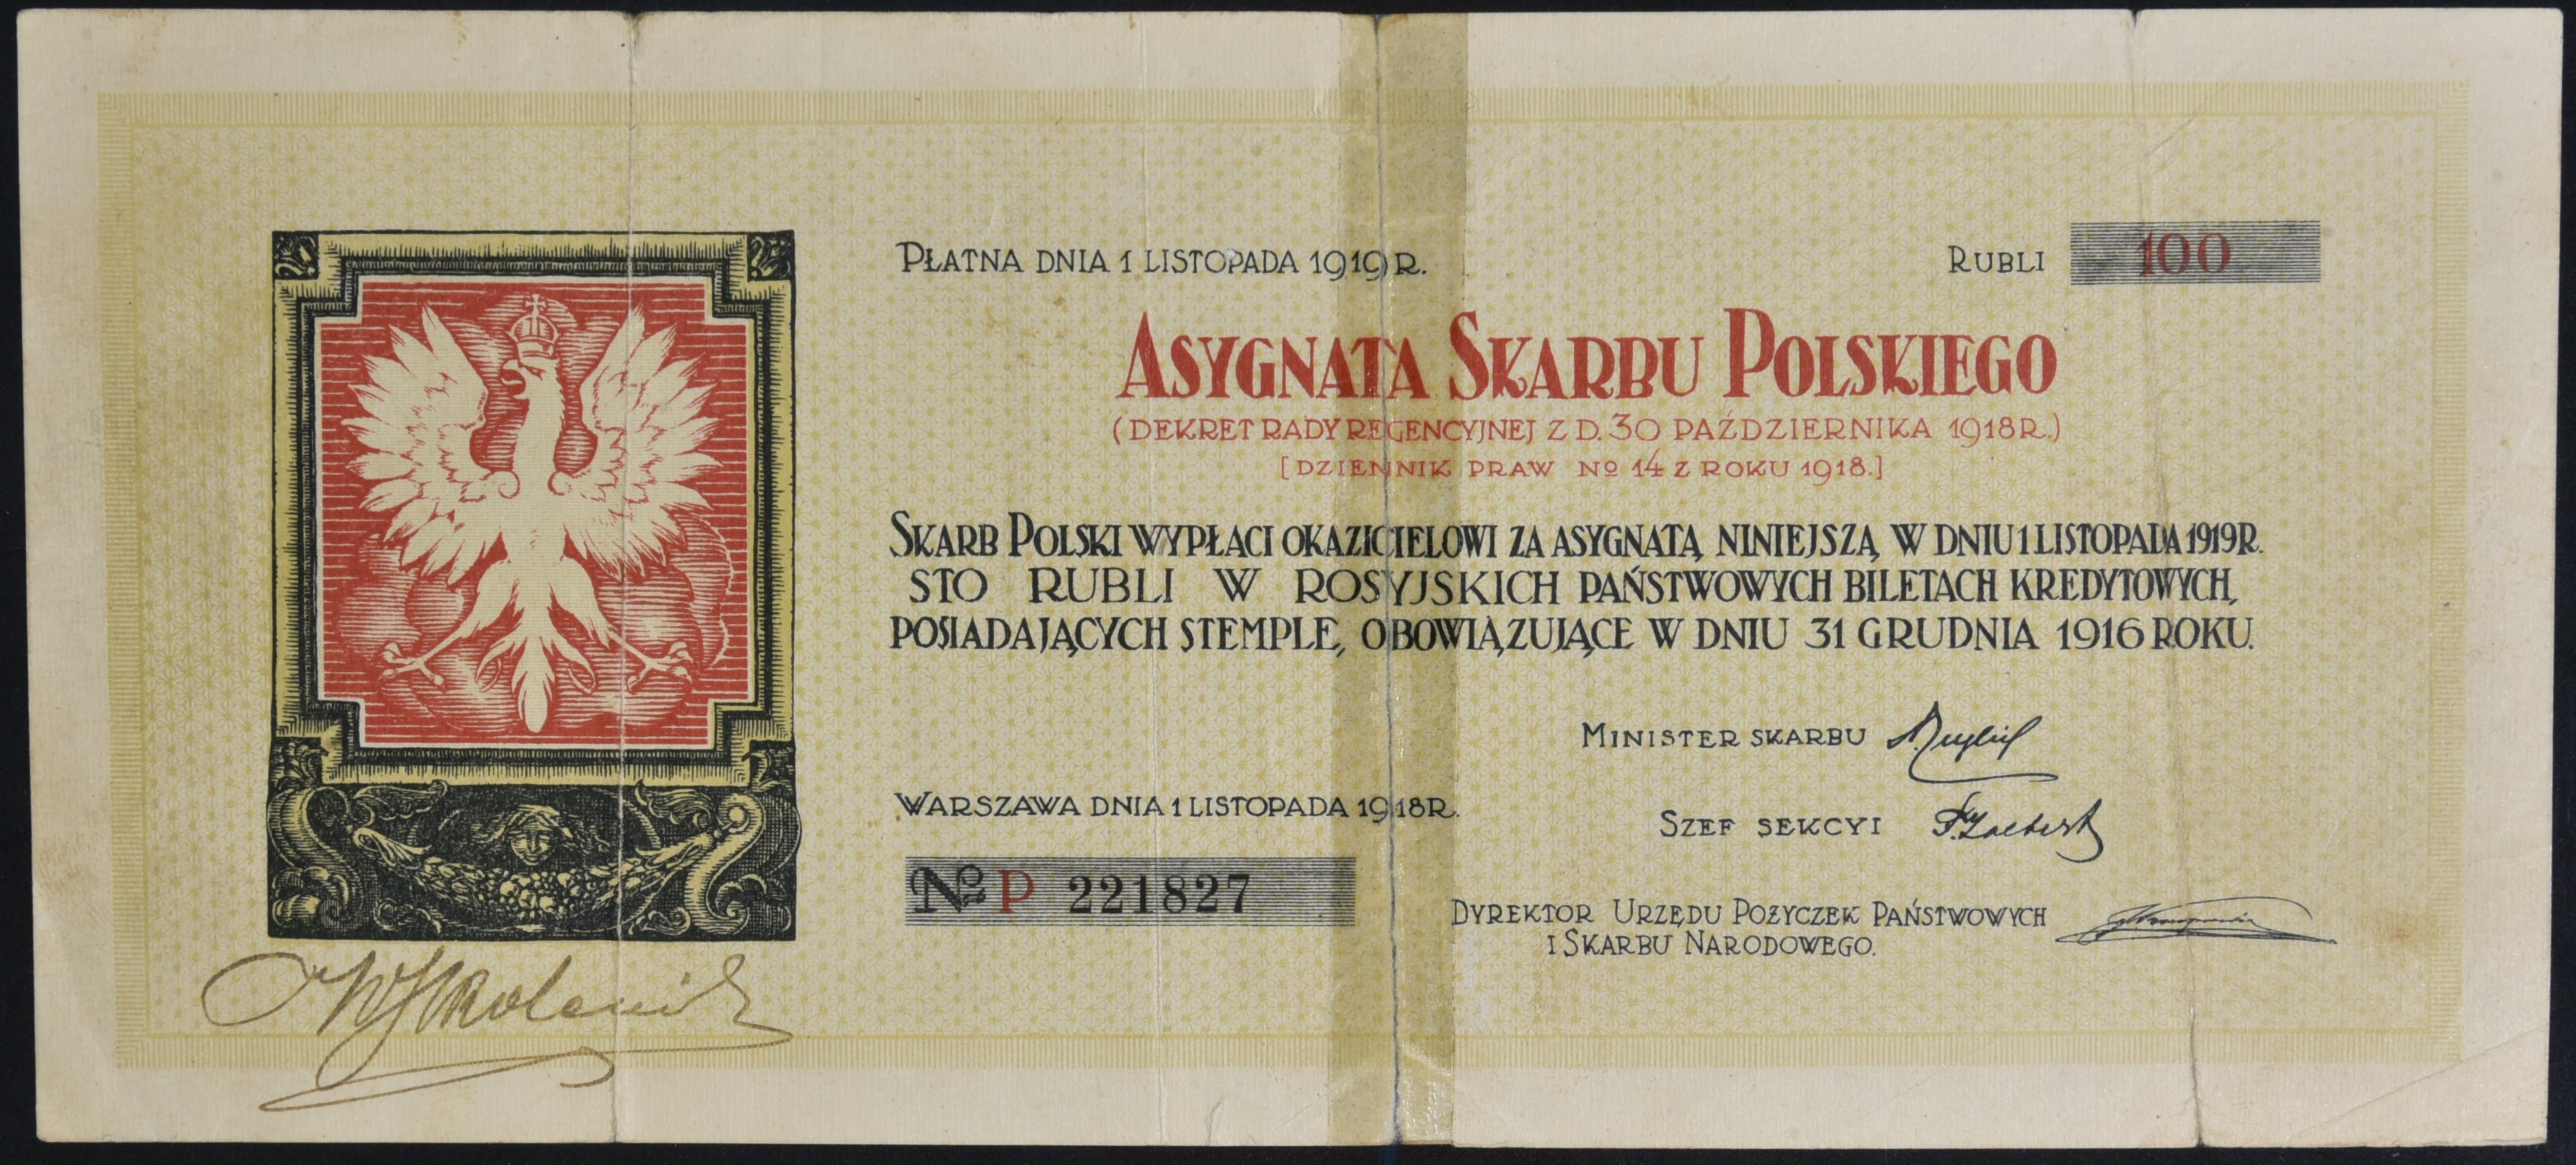 PŁATNA DNIA 1 LISTOPADA 1919 R.
RUBLI 100
ASYGNATA SKARBU POLSKIEGO
(DEKRET RADY REGENCYJNEJ Z D. 30 PAŹDZIERNIKA 1918 R.)
[DZIENNIK PRAW № 14 Z ROKU 1918.]
SKARB POLSKI WYPŁACI OKAZICIELOWI ZA ASYGNATĄ NINIEJSZĄ W DNIU 1 LISTOPADA 1919 R.
STO RUBLI W ROSYJSKICH PAŃSTWOWYCH BILETACH KREDYTOWYCH,
POSIADAJĄCYCH STEMPLE, OBOWIĄZUJĄCE W DNIU 31 GRUDNIA 1916 ROKU.
MINISTER SKARBU
WARSZAWA DNIA 1 LISTOPADA 1918 R.
SZEF SEKCYI
№ P 221827
DYREKTOR URZĘDU POŻYCZEK PAŃSTWOWYCH
I SKARBU NARODOWEGO.